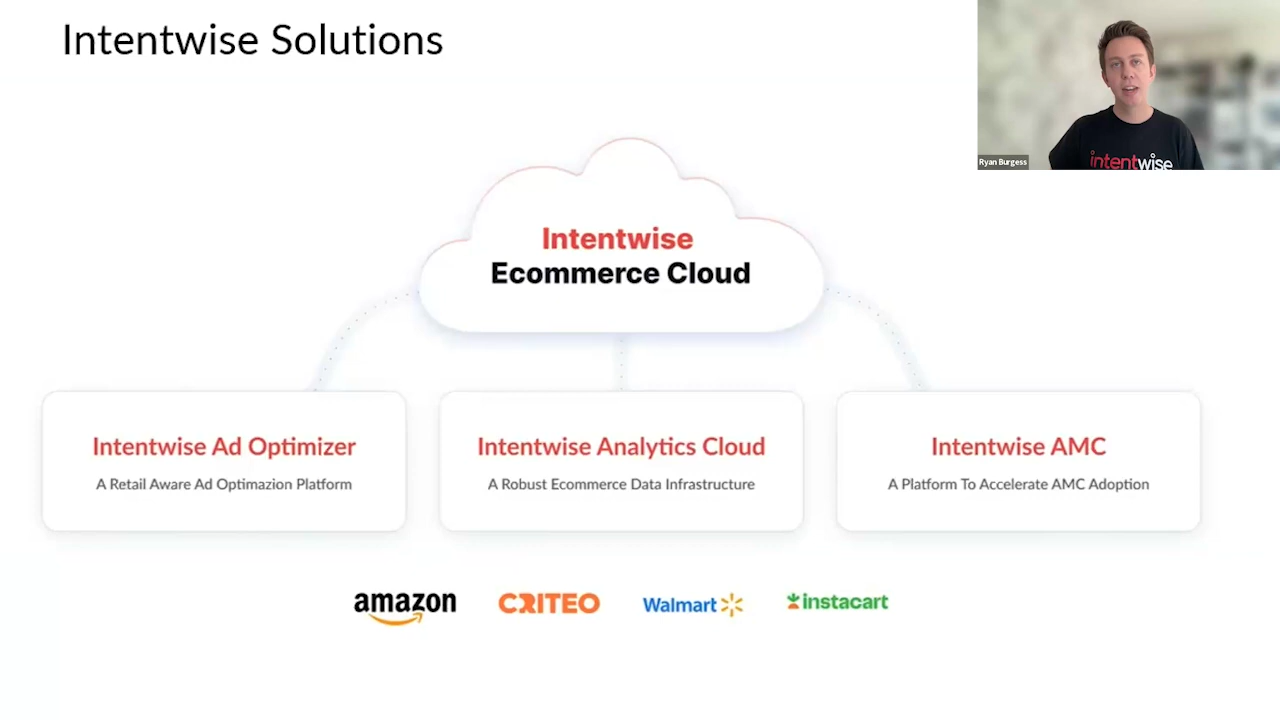 Intentwise Solutions
Ryan Burgess
intentwise
Intentwise
Ecommerce Cloud
Intentwise Ad Optimizer
A Retail Aware Ad Optimazion Platform
Intentwise Analytics Cloud
A Robust Ecommerce Data Infrastructure
Intentwise AMC
A Platform To Accelerate AMC Adoption
amazon
CRITEO
Walmart
instacart